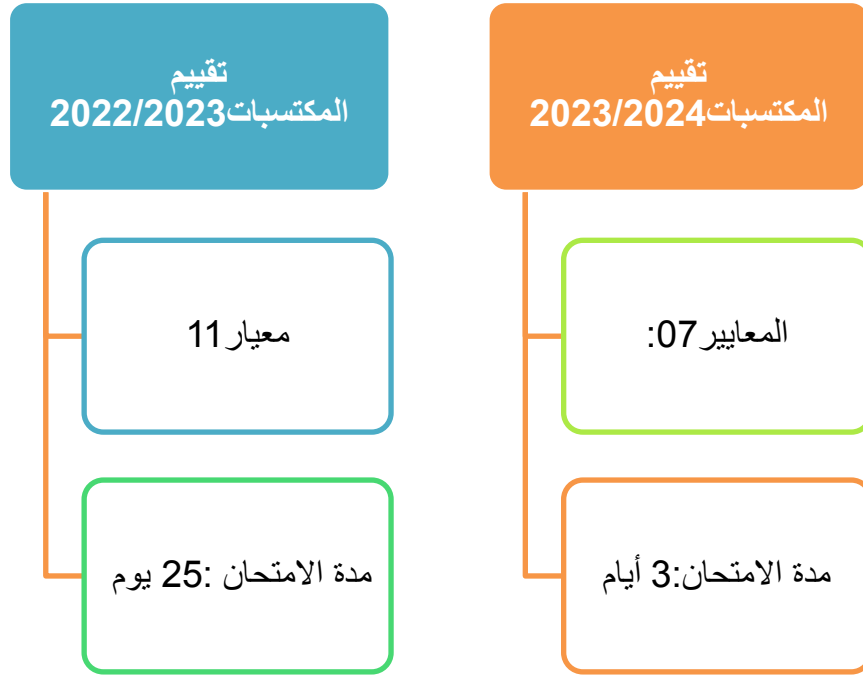 تقييم
المكتسبات2023/2024
المعايير07:
مدة الامتحان:3 أيام
تقييم
المكتسبات2022/2023
معيار11
مدة الامتحان :25 يوم